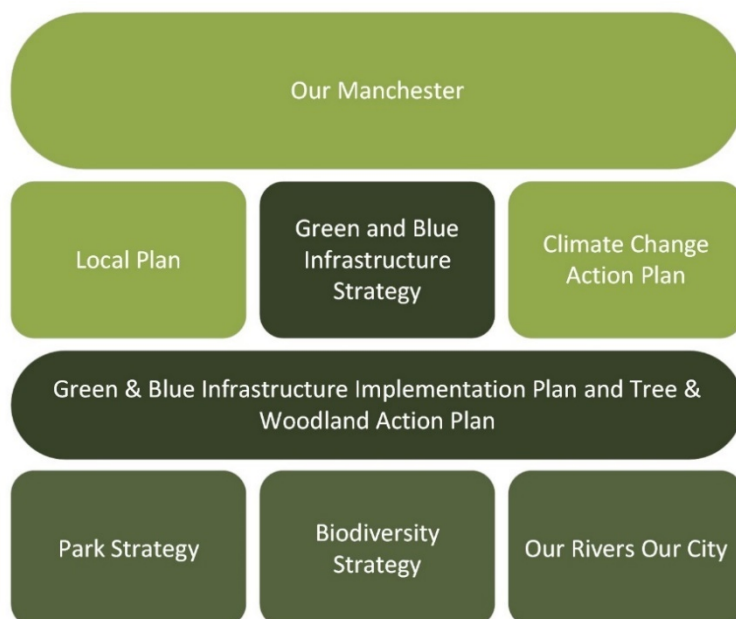 Our Manchester
Local Plan
Green and Blue
Infrastructure
Strategy
Climate Change
Action Plan
Green & Blue Infrastructure Implementation Plan and Tree &
Woodland Action Plan
Park Strategy
Biodiversity
Strategy
Our Rivers Our City